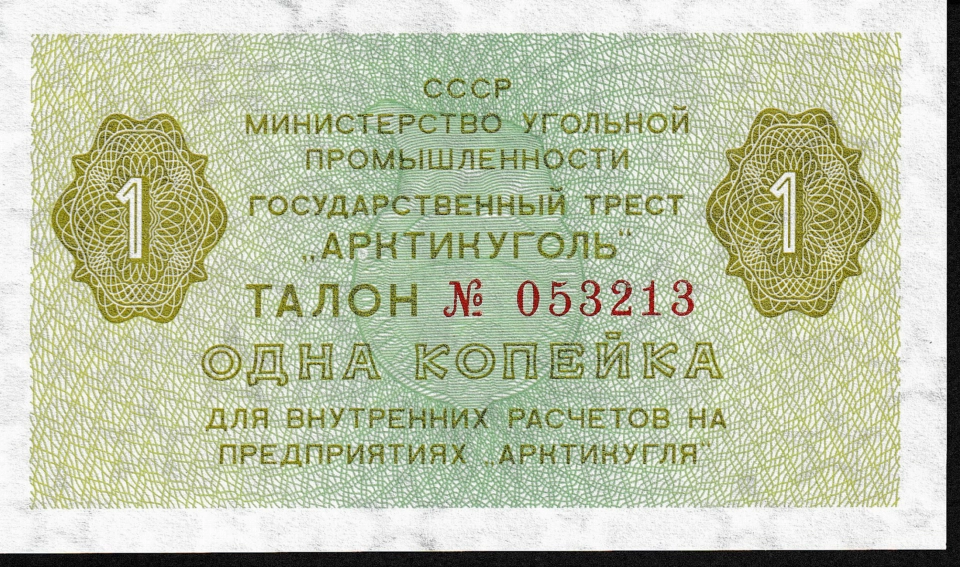 СССР
МИНИСТЕРСТВО УГОЛЬНОЙ
ПРОМЫШЛЕННОСТИ
ГОСУДАРСТВЕННЫЙ ТРЕСТ
„АРКТИКУГОЛЬ"
1
1
ТАЛОН № 053213
ОДНА КОПЕЙКА
ДЛЯ ВНУТРЕННИХ РАСЧЕТОВ НА
ПРЕДПРИЯТИЯХ „АРКТИКУГЛЯ"